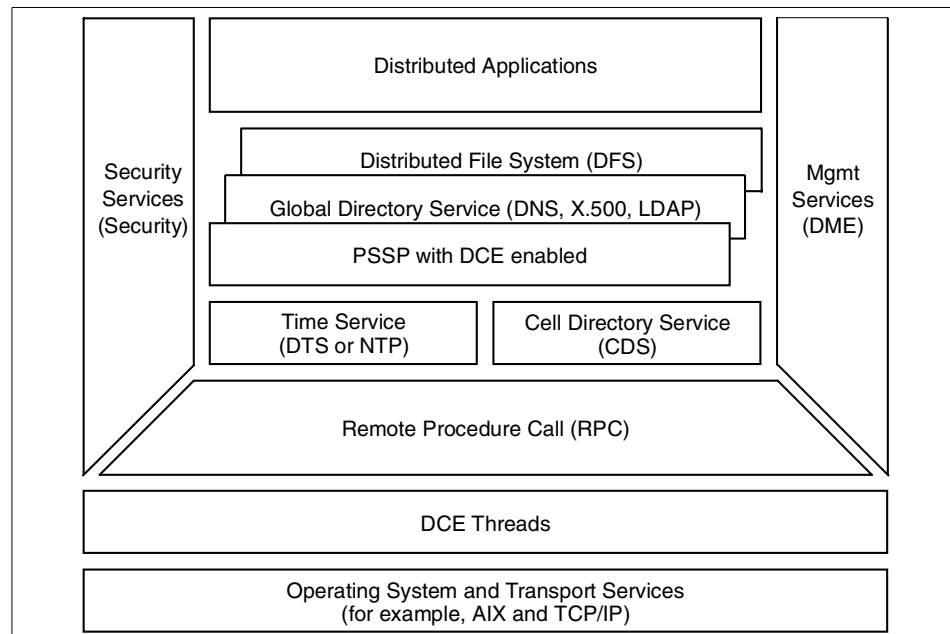 Distributed Applications
Security
Services
(Security)
Distributed File System (DFS)
Global Directory Service (DNS, X.500, LDAP)
PSSP with DCE enabled
Mgmt
Services
(DME)
Time Service
(DTS or NTP)
Cell Directory Service
(CDS)
Remote Procedure Call (RPC)
DCE Threads
Operating System and Transport Services
(for example, AIX and TCP/IP)